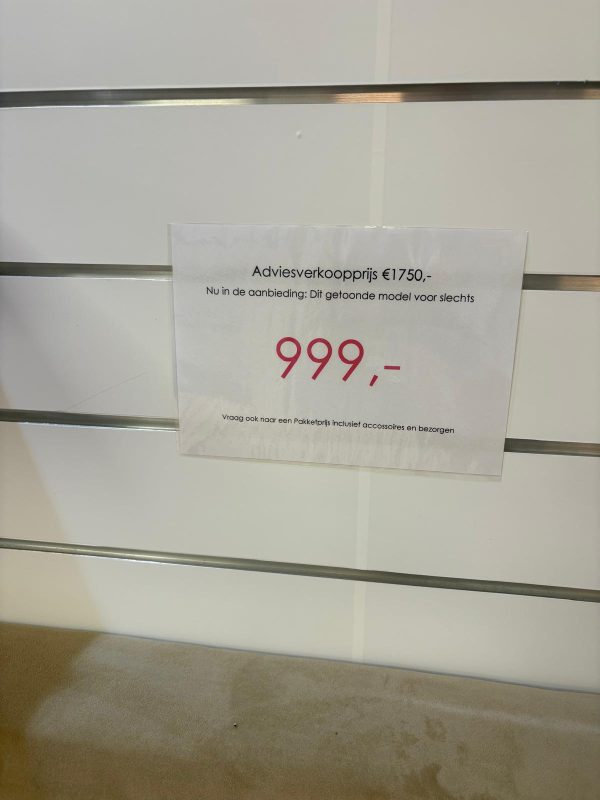 Adviesverkoopprijs €1750,-
Nu in de aanbieding: Dit getoonde model voor slechts
999,-
Vraag ook naar een Pakketprijs inclusief accossoires en bezorgen